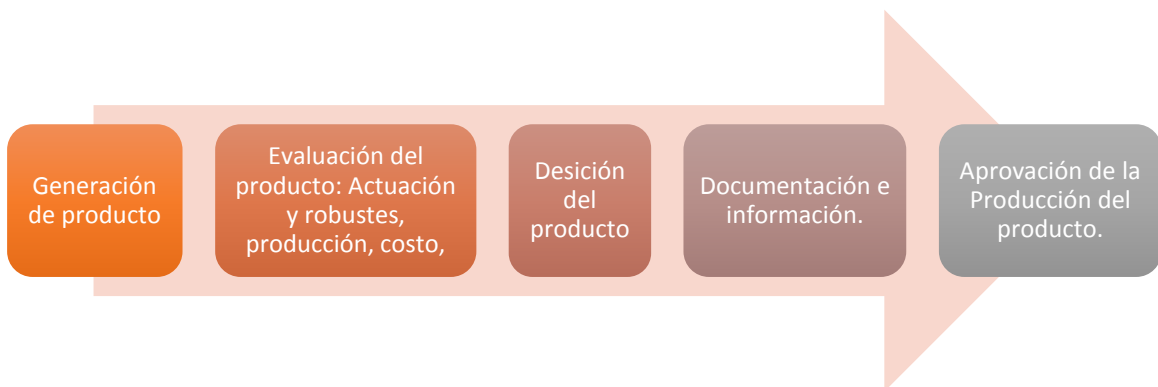 Generación
de producto
Evaluación del
producto: Actuación
y robustes,
producción, costo,
Desición
del
producto
Documentación e
información.
Aprovación de la
Producción del
producto.